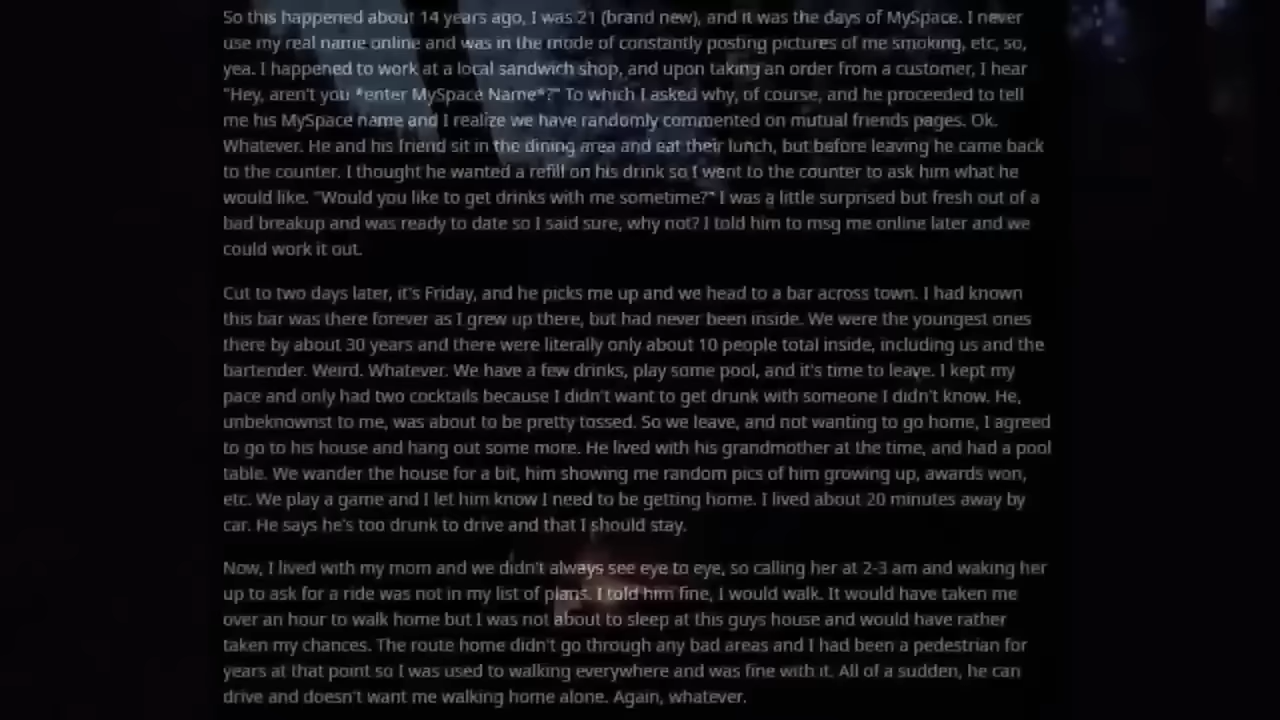 So this happened about 14 years ago, I was 21 (brand new), and it was the days of MySpace. I never
use my real name online and was in the mode of constantly posting pictures of me smoking, etc, so,
yea. I happened to work at a local sandwich shop, and upon taking an order from a customer, I hear
"Hey, aren't you *enter MySpace Name*?" To which I asked why, of course, and he proceeded to tell
me his MySpace name and I realize we have randomly commented on mutual friends pages. Ok.
Whatever. He and his friend sit in the dining area and eat their lunch, but before leaving he came back
to the counter. I thought he wanted a refill on his drink so I went to the counter to ask him what he
would like. "Would you like to get drinks with me sometime?" I was a little surprised but fresh out of a
bad breakup and was ready to date so I said sure, why not? I told him to msg me online later and we
could work it out.
Cut to two days later, it's Friday, and he picks me up and we head to a bar across town. I had known
this bar was there forever as I grew up there, but had never been inside. We were the youngest ones
there by about 30 years and there were literally only about 10 people total inside, including us and the
bartender. Weird. Whatever. We have a few drinks, play some pool, and it's time to leave. I kept my
pace and only had two cocktails because I didn't want to get drunk with someone I didn't know. He,
unbeknownst to me, was about to be pretty tossed. So we leave, and not wanting to go home, I agreed
to go to his house and hang out some more. He lived with his grandmother at the time, and had a pool
table. We wander the house for a bit, him showing me random pics of him growing up, awards won,
etc. We play a game and I let him know I need to be getting home. I lived about 20 minutes away by
car. He says he's too drunk to drive and that I should stay.
Now, I lived with my mom and we didn't always see eye to eye, so calling her at 2-3 am and waking her
up to ask for a ride was not in my list of plans. I told him fine, I would walk. It would have taken me
over an hour to walk home but I was not about to sleep at this guys house and would have rather
taken my chances. The route home didn't go through any bad areas and I had been a pedestrian for
years at that point so I was used to walking everywhere and was fine with it. All of a sudden, he can
drive and doesn't want me walking home alone. Again, whatever.